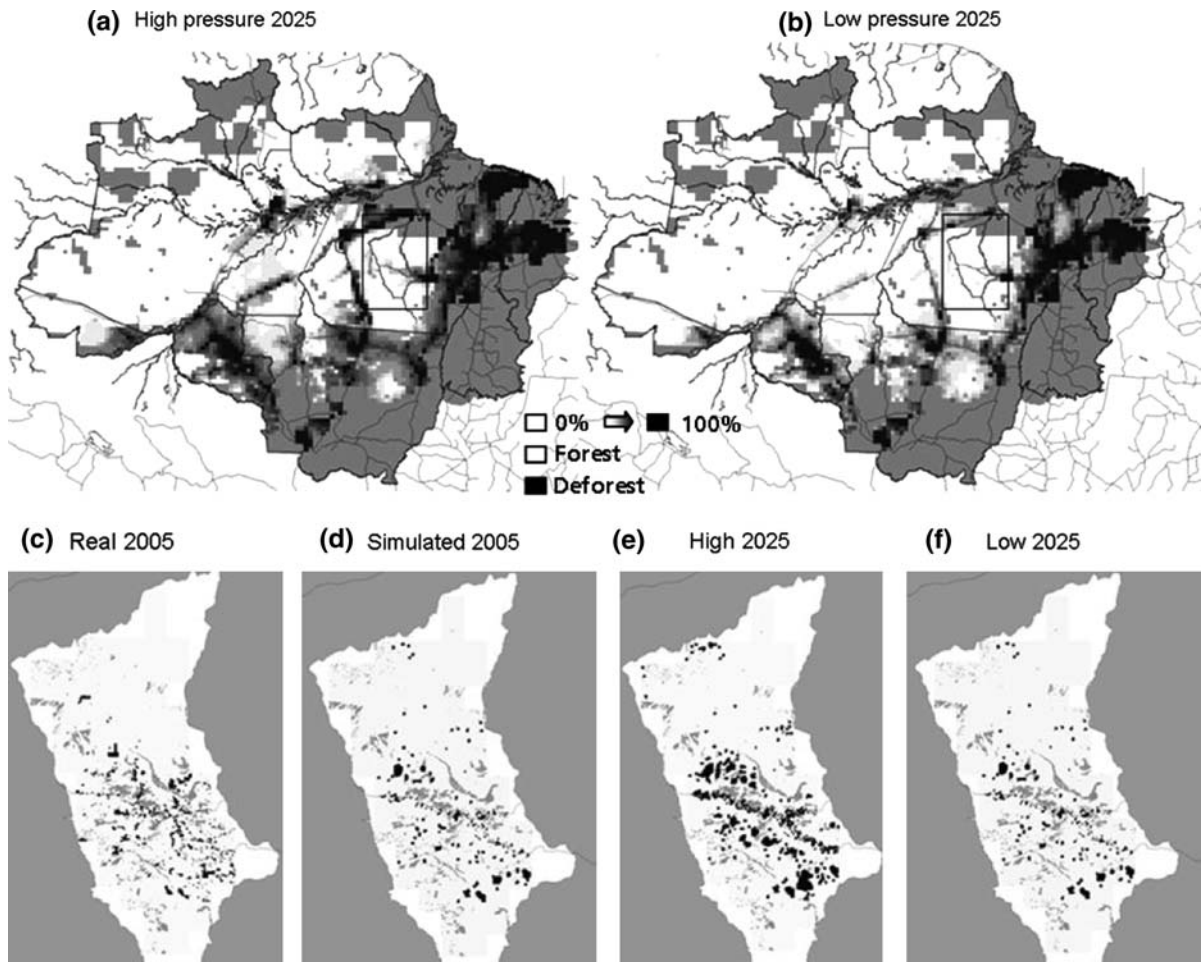 (a) High pressure 2025
(b) Low pressure 2025
0% 100%
Forest
Deforest
(c) Real 2005
(d) Simulated 2005
(e) High 2025
(f) Low 2025